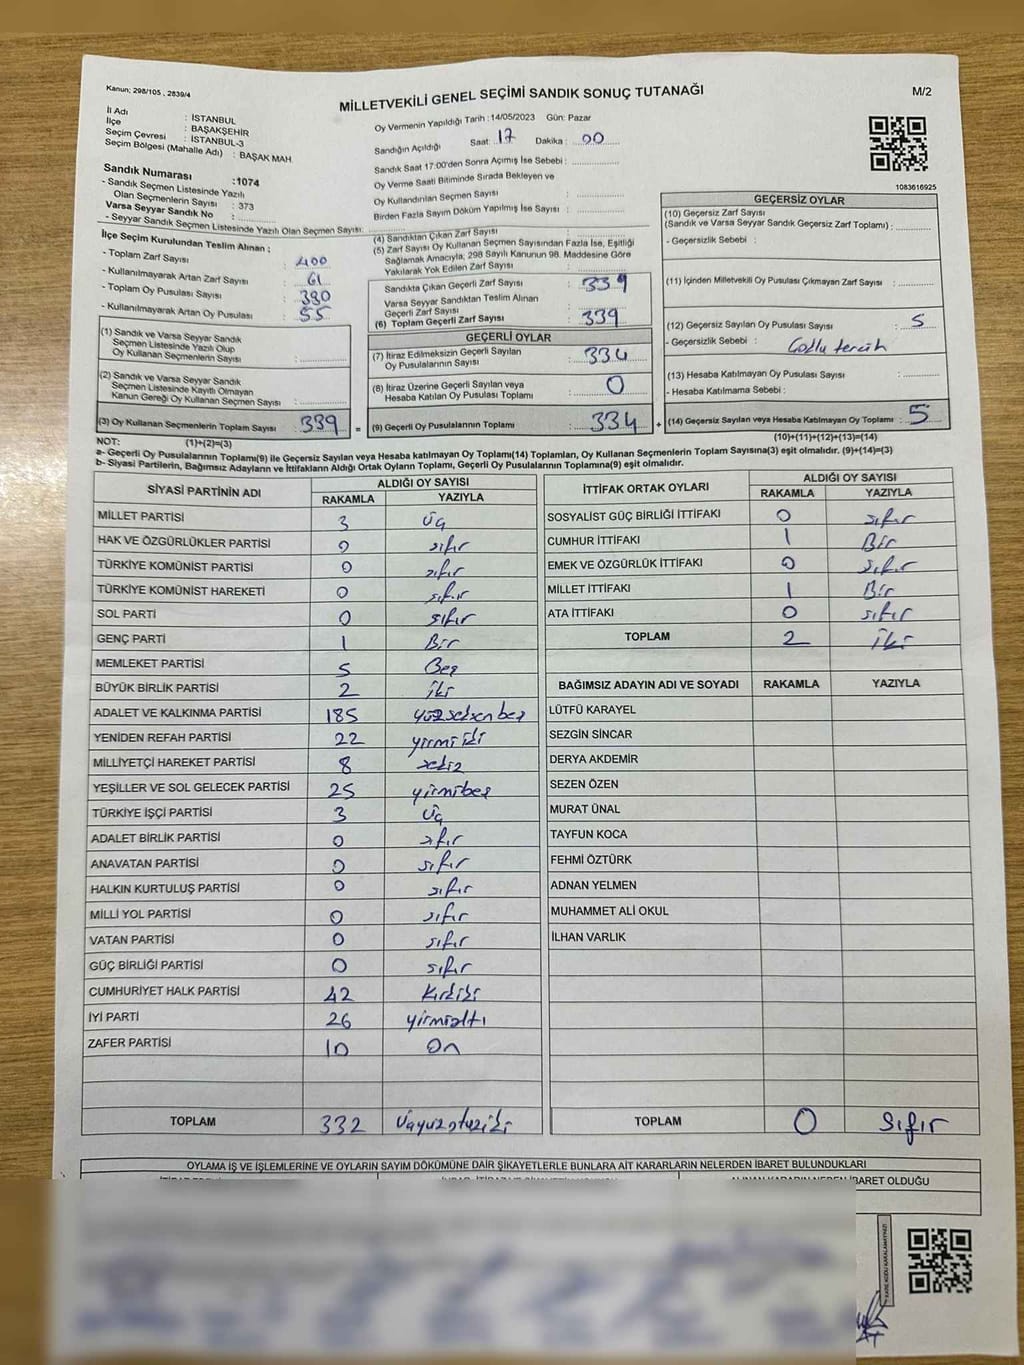 Kanun; 298/105 , 2839/4
MİLLETVEKİLİ GENEL SEÇİMİ SANDIK SONUÇ TUTANAĞI
M/2
İl Adı : İSTANBUL
İlçe : BAŞAKŞEHİR
Seçim Çevresi : İSTANBUL-3
Seçim Bölgesi (Mahalle Adı) : BAŞAK MAH.
Oy Vermenin Yapıldığı Tarih : 14/05/2023 Gün: Pazar
Sandığın Açıldığı Saat: 17 Dakika : 00
Sandık Saat 17:00'den Sonra Açımış İse Sebebi :
Oy Verme Saati Bitiminde Sırada Bekleyen ve
Oy Kullandırılan Seçmen Sayısı :
Birden Fazla Sayım Döküm Yapılmış İse Sayısı :
1083616925
Sandık Numarası :1074
- Sandık Seçmen Listesinde Yazılı
Olan Seçmenlerin Sayısı : 373
Varsa Seyyar Sandık No :
- Seyyar Sandık Seçmen Listesinde Yazılı Olan Seçmen Sayısı:
İlçe Seçim Kurulundan Teslim Alınan ;
- Toplam Zarf Sayısı : 400
- Kullanılmayarak Artan Zarf Sayısı : 61
- Toplam Oy Pusulası Sayısı : 390
- Kullanılmayarak Artan Oy Pusulası : 55
(1) Sandık ve Varsa Seyyar Sandık
Seçmen Listesinde Yazılı Olup
Oy Kullanan Seçmenlerin Sayısı :
(2) Sandık ve Varsa Seyyar Sandık
Seçmen Listesinde Kayıtlı Olmayan
Kanun Gereği Oy Kullanan Seçmen Sayısı :
(3) Oy Kullanan Seçmenlerin Toplam Sayısı : 339
(4) Sandıktan Çıkan Zarf Sayısı :
(5) Zarf Sayısı Oy Kullanan Seçmen Sayısından Fazla İse, Eşitliği
Sağlamak Amacıyla; 298 Sayılı Kanunun 98. Maddesine Göre
Yakılarak Yok Edilen Zarf Sayısı :
Sandıkta Çıkan Geçerli Zarf Sayısı : 339
Varsa Seyyar Sandıktan Teslim Alınan
Geçerli Zarf Sayısı :
(6) Toplam Geçerli Zarf Sayısı : 339
GEÇERLİ OYLAR
(7) İtiraz Edilmeksizin Geçerli Sayılan
Oy Pusulalarının Sayısı : 334
(8) İtiraz Üzerine Geçerli Sayılan veya
Hesaba Katılan Oy Pusulası Toplamı : 0
= (9) Geçerli Oy Pusulalarının Toplamı : 334
GEÇERSİZ OYLAR
(10) Geçersiz Zarf Sayısı
(Sandık ve Varsa Seyyar Sandık Geçersiz Zarf Toplamı) :
- Geçersizlik Sebebi :
(11) İçinden Milletvekili Oy Pusulası Çıkmayan Zarf Sayısı :
(12) Geçersiz Sayılan Oy Pusulası Sayısı : 5
- Geçersizlik Sebebi : Çoklu tercih
(13) Hesaba Katılmayan Oy Pusulası Sayısı :
- Hesaba Katılmama Sebebi :
+ (14) Geçersiz Sayılan veya Hesaba Katılmayan Oy Toplamı : 5
NOT: (1)+(2)=(3)
(10)+(11)+(12)+(13)=(14)
a- Geçerli Oy Pusulalarının Toplamı(9) ile Geçersiz Sayılan veya Hesaba katılmayan Oy Toplamı(14) Toplamları, Oy Kullanan Seçmenlerin Toplam Sayısına(3) eşit olmalıdır. (9)+(14)=(3)
b- Siyasi Partilerin, Bağımsız Adayların ve İttifakların Aldığı Ortak Oyların Toplamı, Geçerli Oy Pusulalarının Toplamına(9) eşit olmalıdır.
SİYASİ PARTİNİN ADI ALDIĞI OY SAYISI
RAKAMLA YAZIYLA
MİLLET PARTİSİ 3 Üç
HAK VE ÖZGÜRLÜKLER PARTİSİ 0 sıfır
TÜRKİYE KOMÜNİST PARTİSİ 0 sıfır
TÜRKİYE KOMÜNİST HAREKETİ 0 sıfır
SOL PARTİ 0 sıfır
GENÇ PARTİ 1 Bir
MEMLEKET PARTİSİ 5 Beş
BÜYÜK BİRLİK PARTİSİ 2 iki
ADALET VE KALKINMA PARTİSİ 185 yüzseksenbeş
YENİDEN REFAH PARTİSİ 22 yirmiiki
MİLLİYETÇİ HAREKET PARTİSİ 8 sekiz
YEŞİLLER VE SOL GELECEK PARTİSİ 25 yirmibeş
TÜRKİYE İŞÇİ PARTİSİ 3 Üç
ADALET BİRLİK PARTİSİ 0 sıfır
ANAVATAN PARTİSİ 0 sıfır
HALKIN KURTULUŞ PARTİSİ 0 sıfır
MİLLİ YOL PARTİSİ 0 sıfır
VATAN PARTİSİ 0 sıfır
GÜÇ BİRLİĞİ PARTİSİ 0 sıfır
CUMHURİYET HALK PARTİSİ 42 Kırkiki
İYİ PARTİ 26 yirmialtı
ZAFER PARTİSİ 10 On
TOPLAM 332 Üçyüzotuziki
İTTİFAK ORTAK OYLARI ALDIĞI OY SAYISI
RAKAMLA YAZIYLA
SOSYALİST GÜÇ BİRLİĞİ İTTİFAKI 0 sıfır
CUMHUR İTTİFAKI 1 Bir
EMEK VE ÖZGÜRLÜK İTTİFAKI 0 sıfır
MİLLET İTTİFAKI 1 Bir
ATA İTTİFAKI 0 sıfır
TOPLAM 2 İki
BAĞIMSIZ ADAYIN ADI VE SOYADI RAKAMLA YAZIYLA
LÜTFÜ KARAYEL
SEZGİN SİNCAR
DERYA AKDEMİR
SEZEN ÖZEN
MURAT ÜNAL
TAYFUN KOCA
FEHMİ ÖZTÜRK
ADNAN YELMEN
MUHAMMET ALİ OKUL
İLHAN VARLIK
TOPLAM 0 Sıfır
OYLAMA İŞ VE İŞLEMLERİNE VE OYLARIN SAYIM DÖKÜMÜNE DAİR ŞİKAYETLERLE BUNLARA AİT KARARLARIN NELERDEN İBARET BULUNDUKLARI
ALINAN KARARIN NEDEN İBARET OLDUĞU
KARE KODU KARALAMAYINIZ!